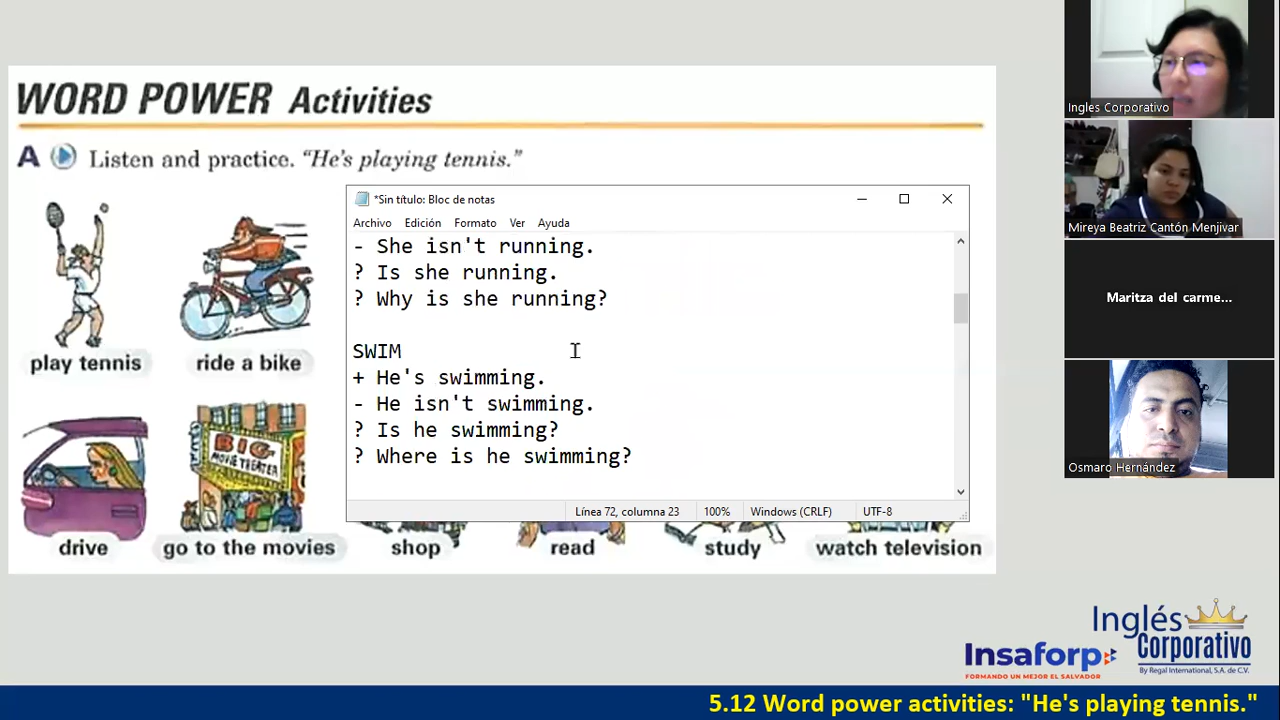 WORD POWER Activities
A Listen and practice. "He's playing tennis."
play tennis
ride a bike
BIG
MOVIE THEATER
drive
go to the movies
shop
read
study
watch television
*Sin título: Bloc de notas
Archivo Edición Formato Ver Ayuda
- She isn't running.
? Is she running.
? Why is she running?
SWIM
+ He's swimming.
- He isn't swimming.
? Is he swimming?
? Where is he swimming?
Línea 72, columna 23 100% Windows (CRLF) UTF-8
Ingles Corporativo
Mireya Beatriz Cantón Menjivar
Maritza del carme...
Osmaro Hernández
Insaforp
FORMANDO UN MEJOR EL SALVADOR
Inglés
Corporativo
By Regal International, S.A. de C.V.
5.12 Word power activities: "He's playing tennis."